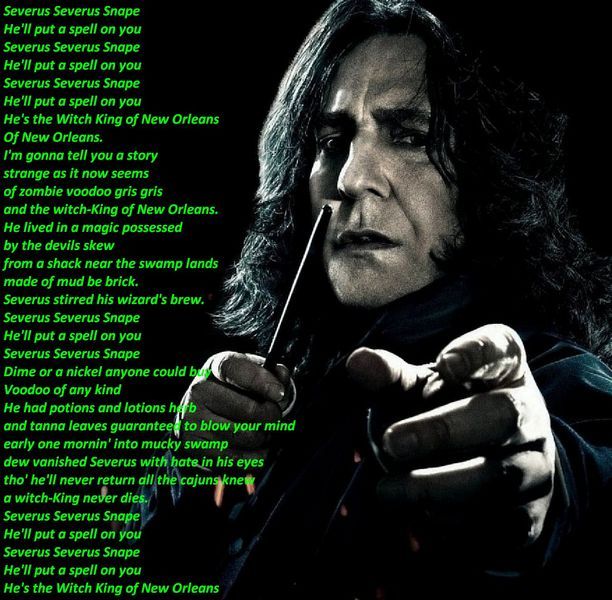 Severus Severus Snape
He'll put a spell on you
Severus Severus Snape
He'll put a spell on you
Severus Severus Snape
He'll put a spell on you
He's the Witch King of New Orleans
Of New Orleans.
I'm gonna tell you a story
strange as it now seems
of zombie voodoo gris gris
and the witch-King of New Orleans.
He lived in a magic possessed
by the devils skew
from a shack near the swamp lands
made of mud be brick.
Severus stirred his wizard's brew.
Severus Severus Snape
He'll put a spell on you
Severus Severus Snape
Dime or a nickel anyone could buy
Voodoo of any kind
He had potions and lotions herb
and tanna leaves guaranteed to blow your mind
early one mornin' into mucky swamp
dew vanished Severus with hate in his eyes
tho' he'll never return all the cajuns knew
a witch-King never dies.
Severus Severus Snape
He'll put a spell on you
Severus Severus Snape
He'll put a spell on you
He's the Witch King of New Orleans